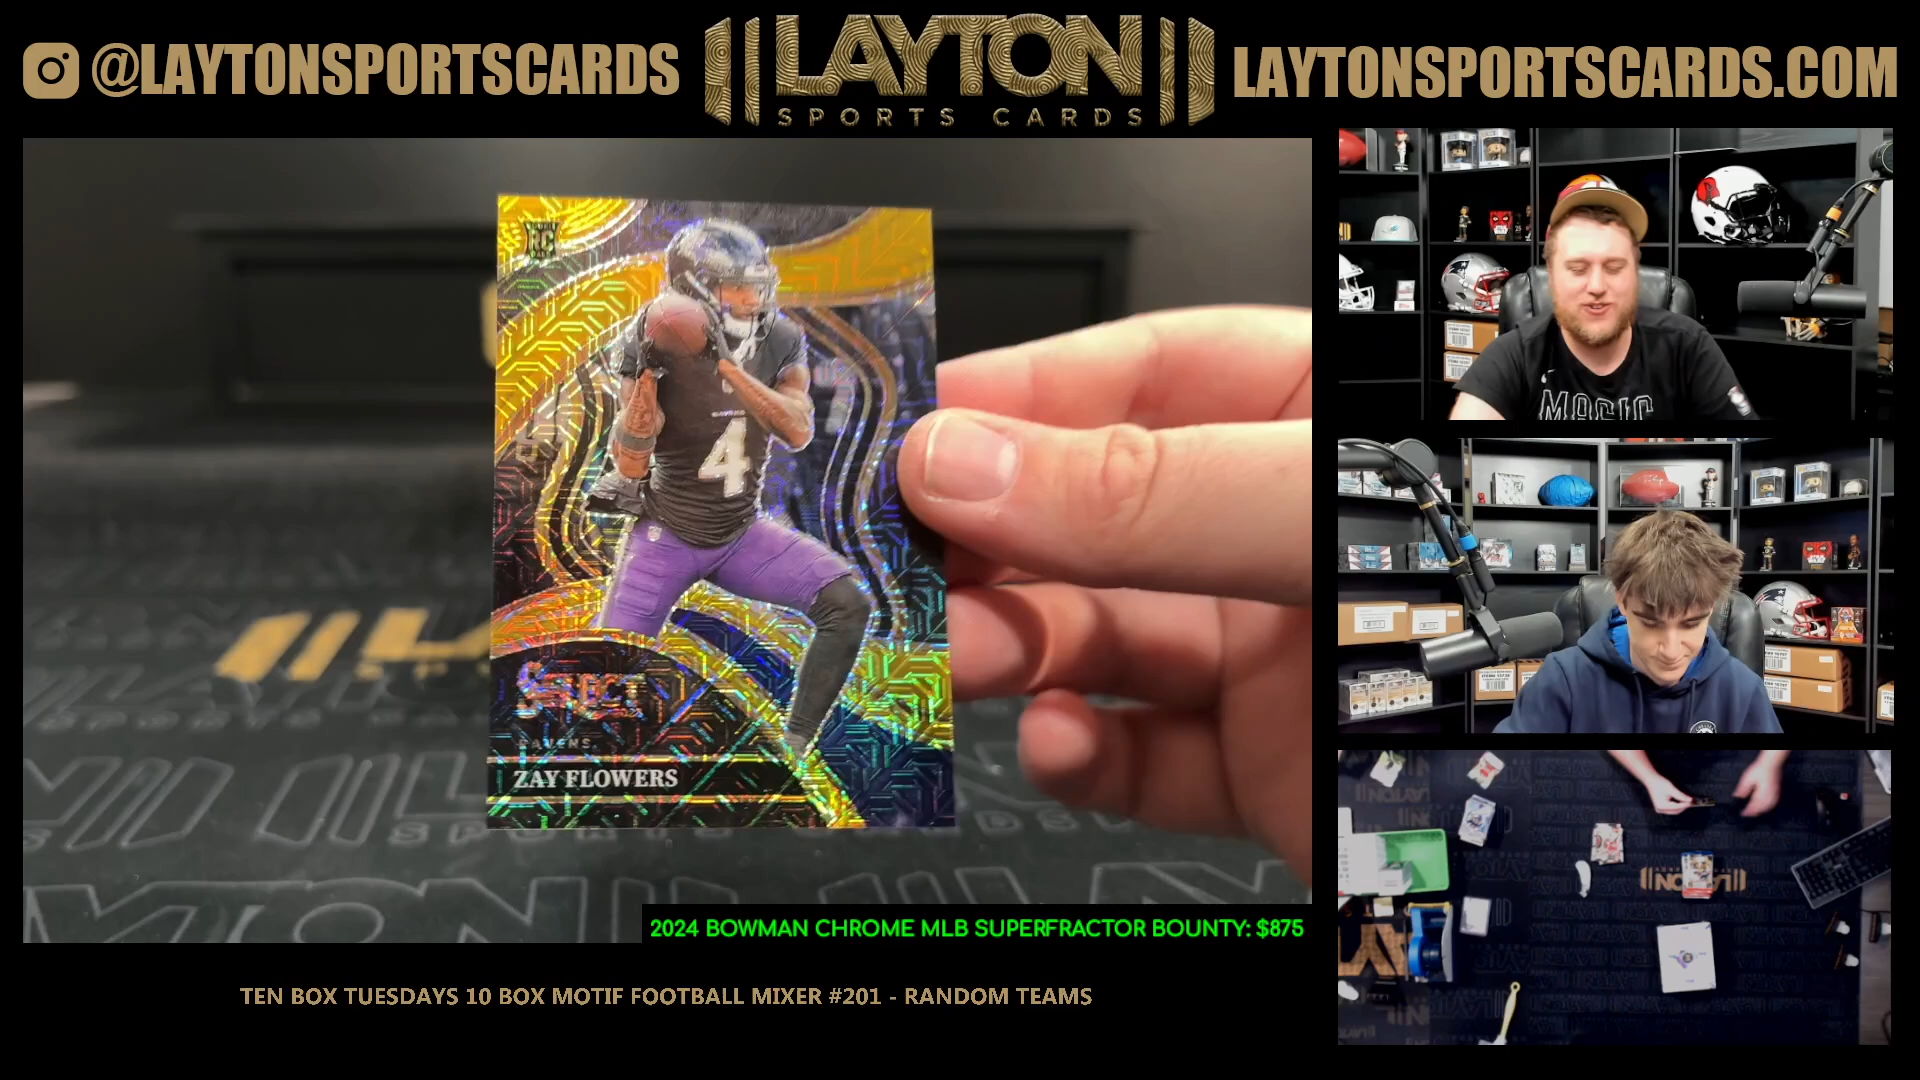 @LAYTONSPORTSCARDS
LAYTON
SPORTS CARDS
LAYTONSPORTSCARDS.COM
RC
4
SELECT
RAVENS
ZAY FLOWERS
MAGIC
2024 BOWMAN CHROME MLB SUPERFRACTOR BOUNTY: $875
TEN BOX TUESDAYS 10 BOX MOTIF FOOTBALL MIXER #201 - RANDOM TEAMS